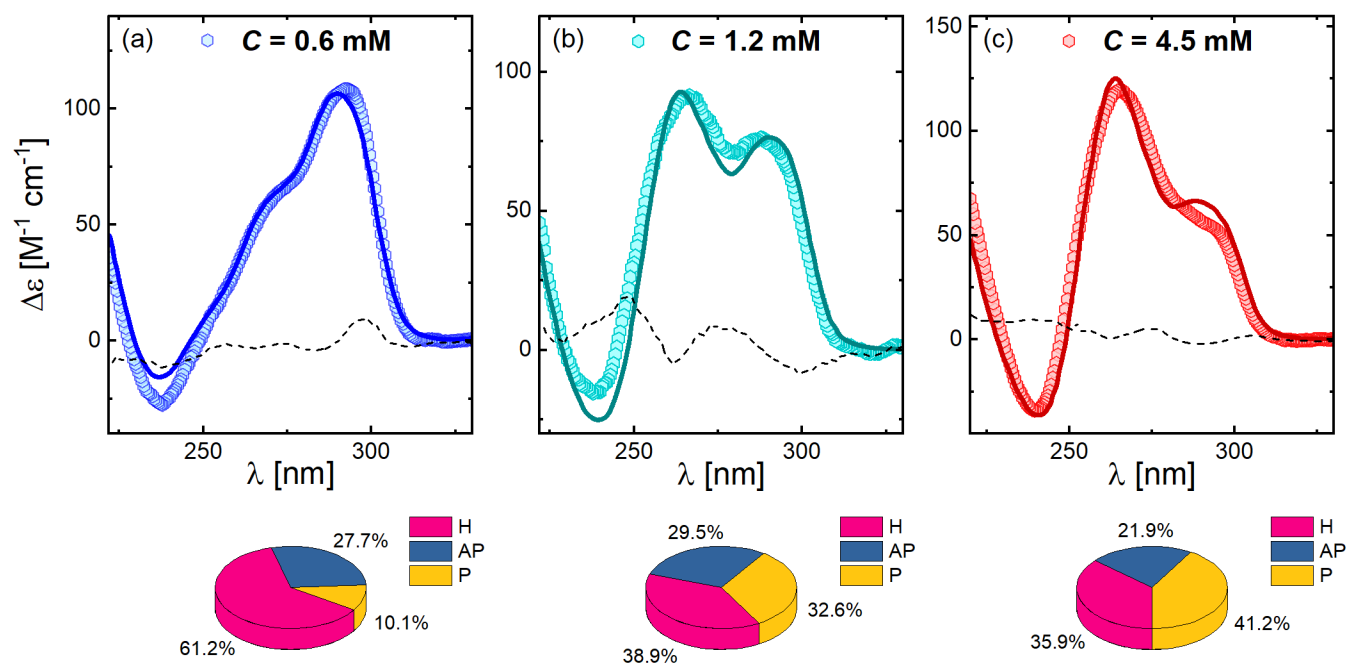 (a) C = 0.6 mM
(b) C = 1.2 mM
(c) C = 4.5 mM
Δε [M⁻¹ cm⁻¹]
100
50
0
100
50
0
150
100
50
0
250 300
250 300
250 300
λ [nm]
λ [nm]
λ [nm]
27.7%
H
AP
P
10.1%
61.2%
29.5%
H
AP
P
32.6%
38.9%
21.9%
H
AP
P
41.2%
35.9%